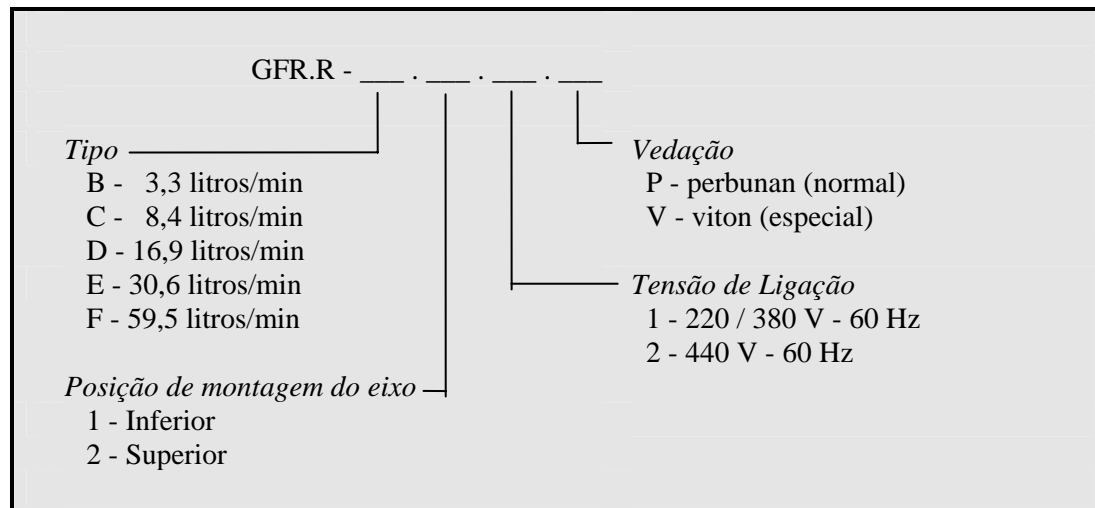 GFR.R - ___ . ___ . ___ . ___
Tipo
B - 3,3 litros/min
C - 8,4 litros/min
D - 16,9 litros/min
E - 30,6 litros/min
F - 59,5 litros/min
Posição de montagem do eixo
1 - Inferior
2 - Superior
Vedação
P - perbunan (normal)
V - viton (especial)
Tensão de Ligação
1 - 220 / 380 V - 60 Hz
2 - 440 V - 60 Hz